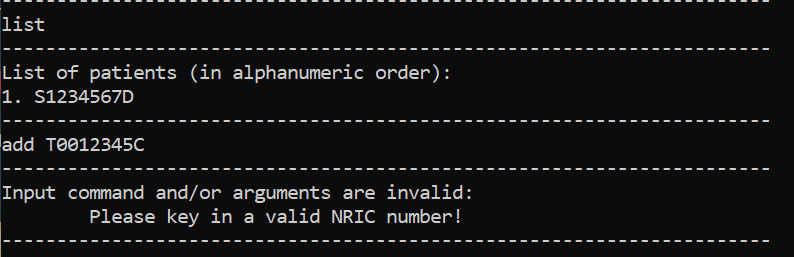 -----------------------------------------------------------------
list
-----------------------------------------------------------------
List of patients (in alphanumeric order):
1. S1234567D
-----------------------------------------------------------------
add T0012345C
-----------------------------------------------------------------
Input command and/or arguments are invalid:
        Please key in a valid NRIC number!
-----------------------------------------------------------------